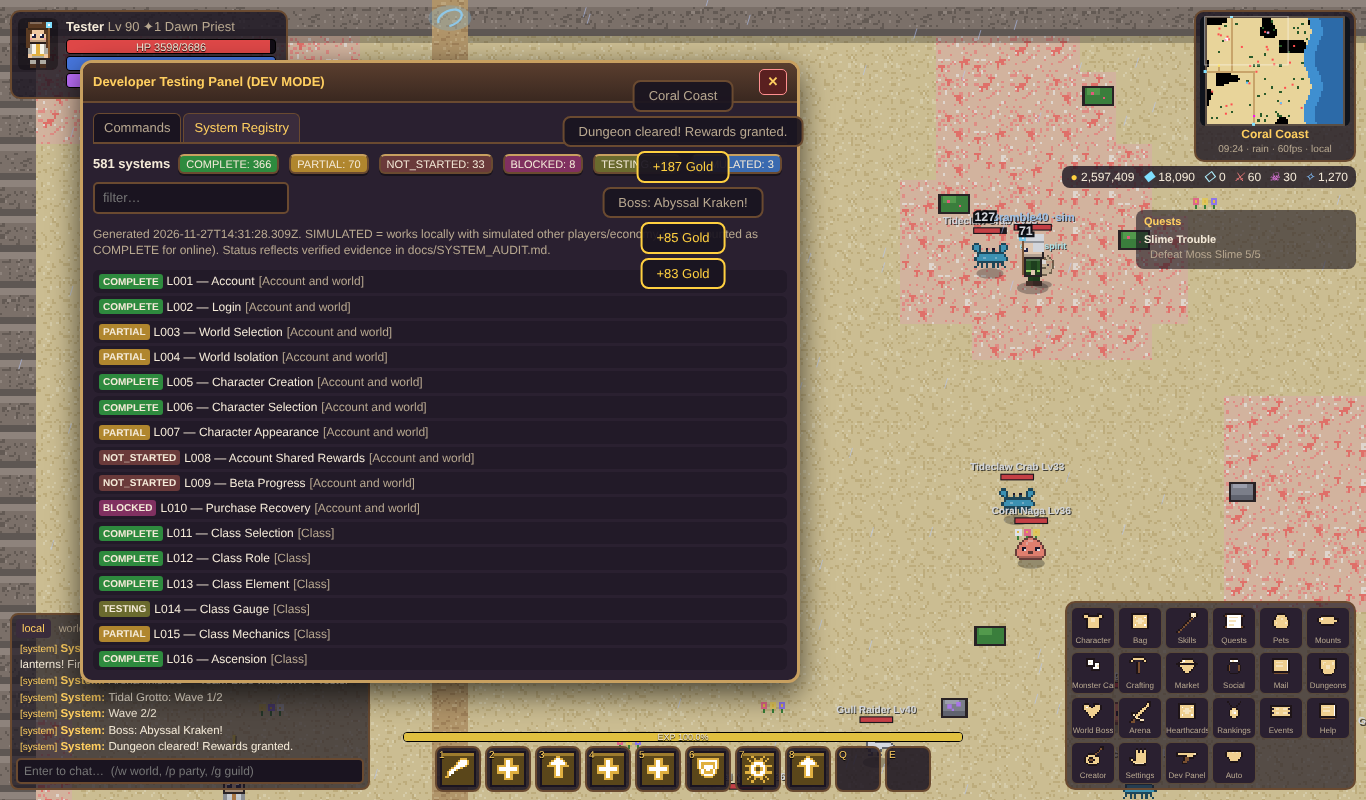 Tester Lv 90 ✦1 Dawn Priest
HP 3598/3686
Developer Testing Panel (DEV MODE)
×
Coral Coast
Commands
System Registry
Dungeon cleared! Rewards granted.
581 systems
COMPLETE: 366
PARTIAL: 70
NOT_STARTED: 33
BLOCKED: 8
+187 Gold
filter…
Boss: Abyssal Kraken!
Generated 2026-11-27T14:31:28.309Z. SIMULATED = works locally with simulated other players/
COMPLETE for online). Status reflects verified evidence in docs/SYSTEM_AUDIT.md.
+85 Gold
+83 Gold
COMPLETE L001 — Account [Account and world]
COMPLETE L002 — Login [Account and world]
PARTIAL L003 — World Selection [Account and world]
PARTIAL L004 — World Isolation [Account and world]
COMPLETE L005 — Character Creation [Account and world]
COMPLETE L006 — Character Selection [Account and world]
PARTIAL L007 — Character Appearance [Account and world]
NOT_STARTED L008 — Account Shared Rewards [Account and world]
NOT_STARTED L009 — Beta Progress [Account and world]
BLOCKED L010 — Purchase Recovery [Account and world]
COMPLETE L011 — Class Selection [Class]
COMPLETE L012 — Class Role [Class]
COMPLETE L013 — Class Element [Class]
TESTING L014 — Class Gauge [Class]
PARTIAL L015 — Class Mechanics [Class]
COMPLETE L016 — Ascension [Class]
Coral Coast
09:24 · rain · 60fps · local
2,597,409 18,090 0 60 30 1,270
Quests
Slime Trouble
Defeat Moss Slime 5/5
127
71
spirit
Tideclaw Crab Lv33
Coral Naga Lv36
Gull Raider Lv40
local
[system] System: Tidal Grotto: Wave 1/2
[system] System: Wave 2/2
[system] System: Boss: Abyssal Kraken!
[system] System: Dungeon cleared! Rewards granted.
Enter to chat… (/w world, /p party, /g guild)
EXP 100.0%
1 2 3 4 5 6 7 8 Q E
Character Bag Skills Quests Pets Mounts
Monster Ca Crafting Market Social Mail Dungeons
World Boss Arena Hearthcards Rankings Events Help
Creator Settings Dev Panel Auto